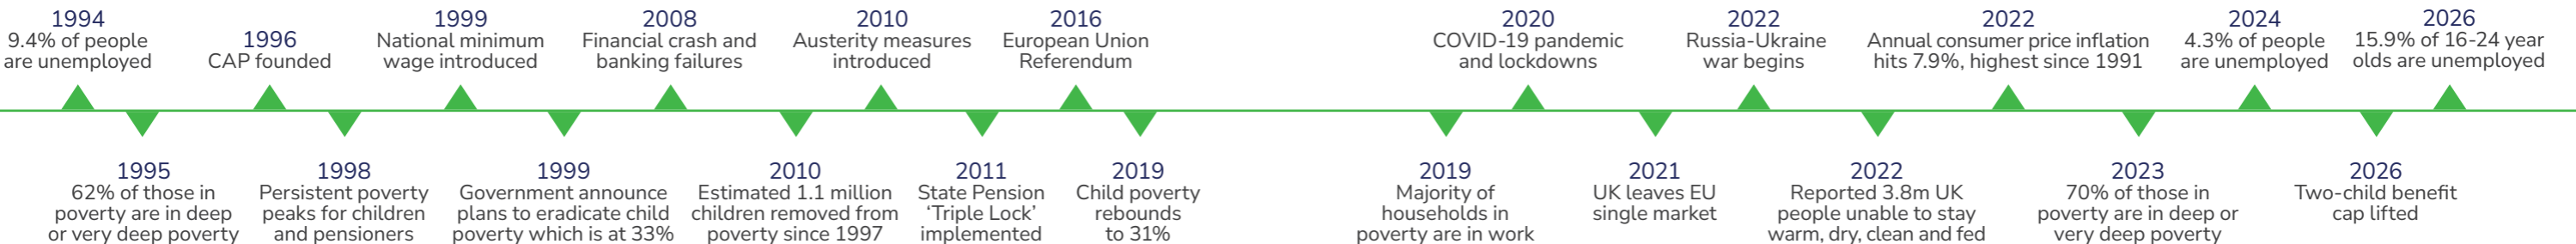 1994
9.4% of people
are unemployed
1996
CAP founded
1999
National minimum
wage introduced
2008
Financial crash and
banking failures
2010
Austerity measures
introduced
2016
European Union
Referendum
2020
COVID-19 pandemic
and lockdowns
2022
Russia-Ukraine
war begins
2022
Annual consumer price inflation
hits 7.9%, highest since 1991
2024
4.3% of people
are unemployed
2026
15.9% of 16-24 year
olds are unemployed
1995
62% of those in
poverty are in deep
or very deep poverty
1998
Persistent poverty
peaks for children
and pensioners
1999
Government announce
plans to eradicate child
poverty which is at 33%
2010
Estimated 1.1 million
children removed from
poverty since 1997
2011
State Pension
‘Triple Lock’
implemented
2019
Child poverty
rebounds
to 31%
2019
Majority of
households in
poverty are in work
2021
UK leaves EU
single market
2022
Reported 3.8m UK
people unable to stay
warm, dry, clean and fed
2023
70% of those in
poverty are in deep or
very deep poverty
2026
Two-child benefit
cap lifted